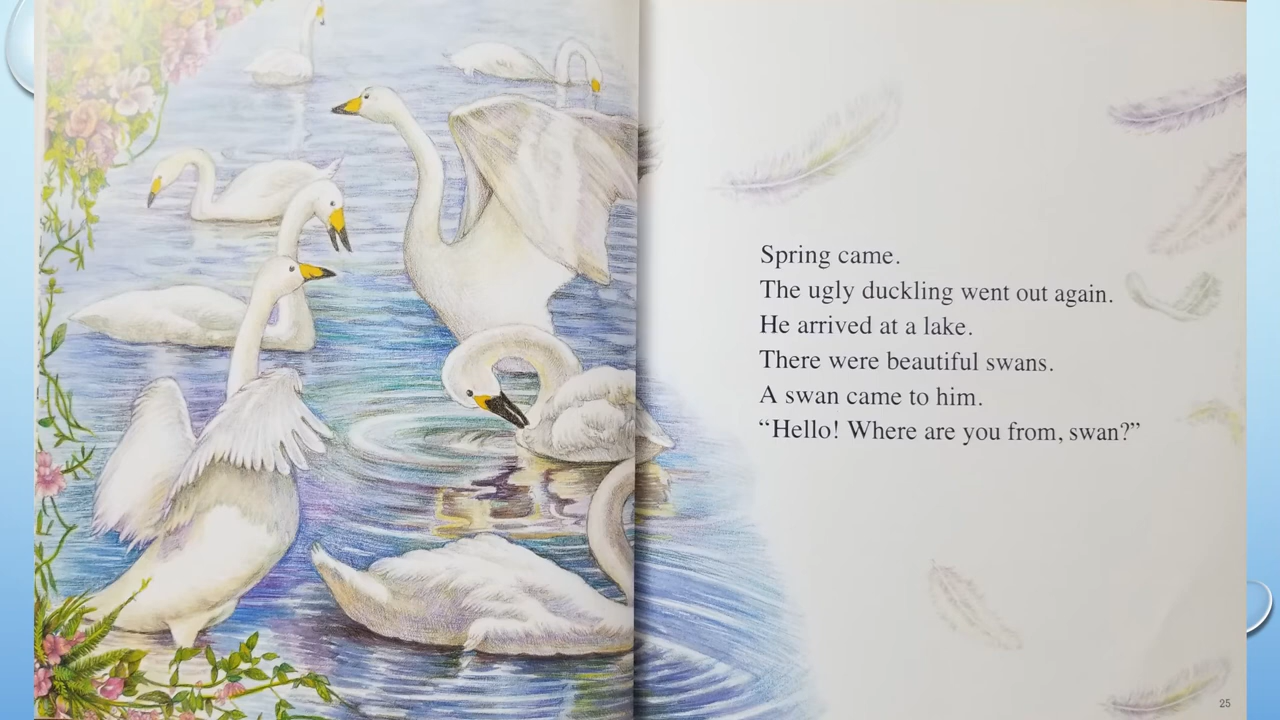 Spring came.
The ugly duckling went out again.
He arrived at a lake.
There were beautiful swans.
A swan came to him.
“Hello! Where are you from, swan?”
25